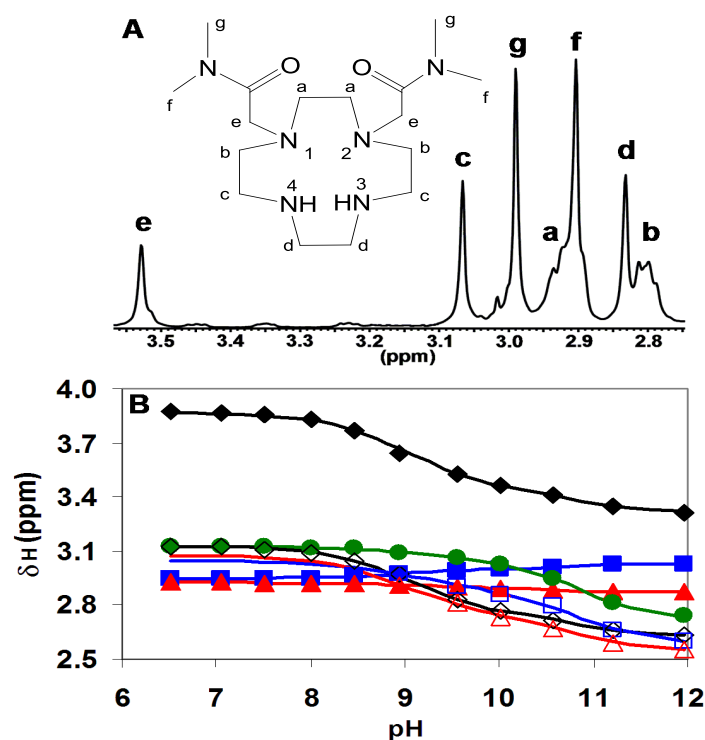 A
g g
N O O N
f f
a a
e e
N 1 2 N
b b
c c
4 NH HN 3
d d
e c g a f d b
3.5 3.4 3.3 3.2 3.1 3.0 2.9 2.8
(ppm)
B
4.0
3.7
3.4
3.1
2.8
2.5
δH (ppm)
6 7 8 9 10 11 12
pH